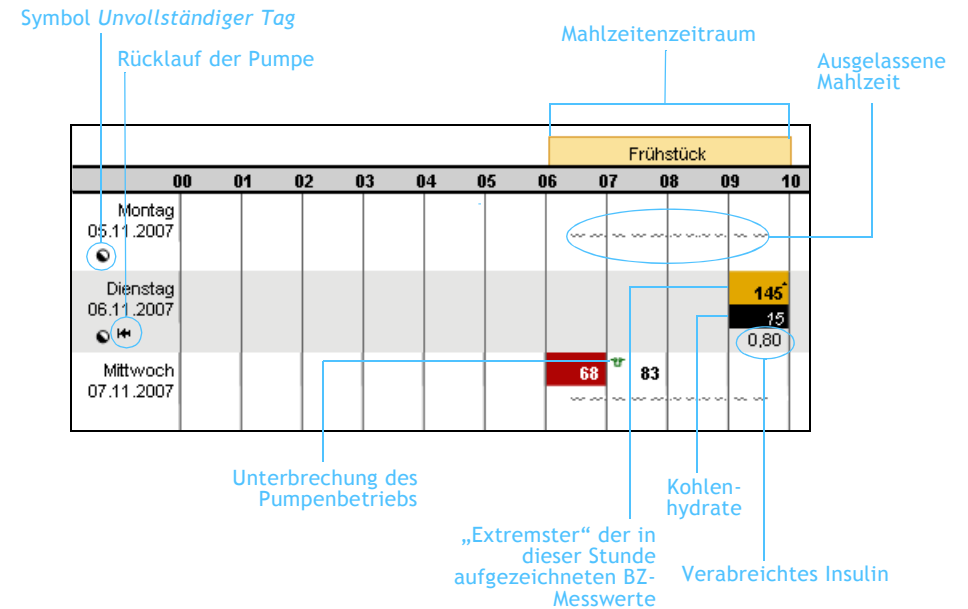 Symbol Unvollständiger Tag
Rücklauf der Pumpe
Mahlzeitenzeitraum
Ausgelassene
Mahlzeit
Frühstück
00 01 02 03 04 05 06 07 08 09 10
Montag
05.11.2007
Dienstag
06.11.2007
145
15
0,80
Mittwoch
07.11.2007
68
83
Unterbrechung des
Pumpenbetriebs
Kohlen-
hydrate
„Extremster“ der in
dieser Stunde
aufgezeichneten BZ-
Messwerte
Verabreichtes Insulin